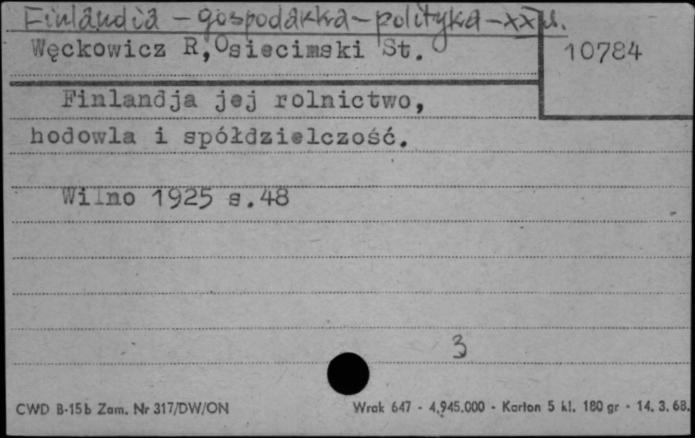 Finlandia - gospodarka - polityka - XX w.
Węckowicz R, Osiecimski St.
10784
Finlandja jej rolnictwo,
hodowla i spółdzielczość.
Wilno 1925 s.48
3
CWD B-15b Zam. Nr 317/DW/ON
Wrak 647 - 4,945.000 - Karton 5 kl. 180 gr - 14. 3. 68.